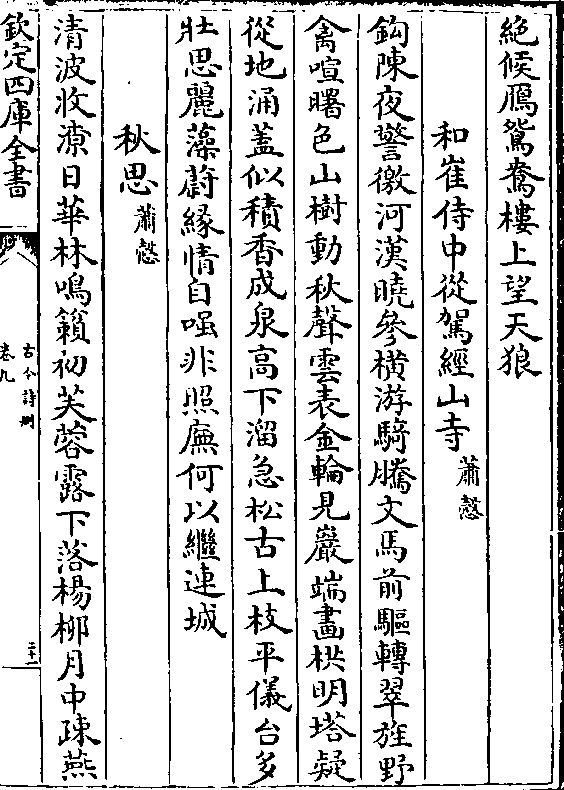 絶候鴈鴛鴦樓上望天狼
和崔侍中從駕經山寺 蕭慤
鈎陳夜警徼河漢曉參橫游騎騰文馬前驅轉翠旌野
禽喧曙色山樹動秋聲雲表金輪見巖端畫栱明塔疑
從地涌蓋似積香成泉高下溜急松古上枝平儀台多
壯思麗藻蔚緣情自嗤非照廡何以繼連城
秋思 蕭慤
清波收潦日華林鳴籟初芙蓉露下落楊柳月中疎燕
欽定四庫全書
古今詩刪
卷九
二十一